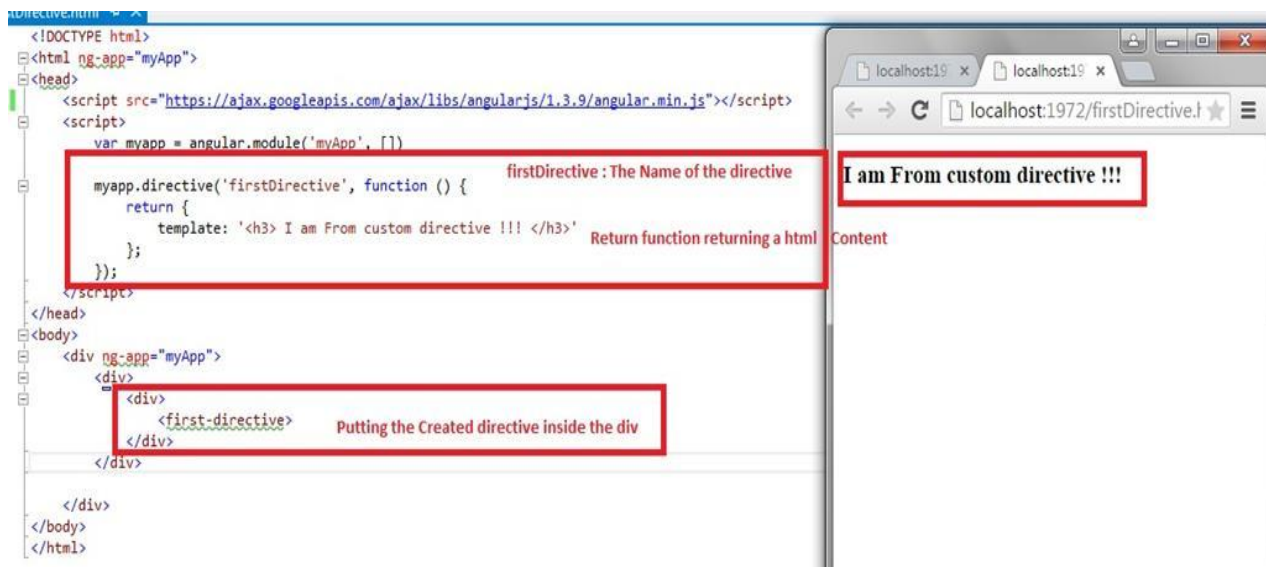 <!DOCTYPE html>
<html ng-app="myApp">
<head>
<script src="https://ajax.googleapis.com/ajax/libs/angularjs/1.3.9/angular.min.js"></script>
<script>
var myapp = angular.module('myApp', [])
firstDirective : The Name of the directive
myapp.directive('firstDirective', function () {
return {
template: '<h3> I am From custom directive !!! </h3>'
Return function returning a html Content
};
});
</script>
</head>
<body>
<div ng-app="myApp">
<div>
<div>
<first-directive>
Putting the Created directive inside the div
</div>
</div>
</div>
</body>
</html>
localhost:19
localhost:19
localhost:1972/firstDirective.h
I am From custom directive !!!